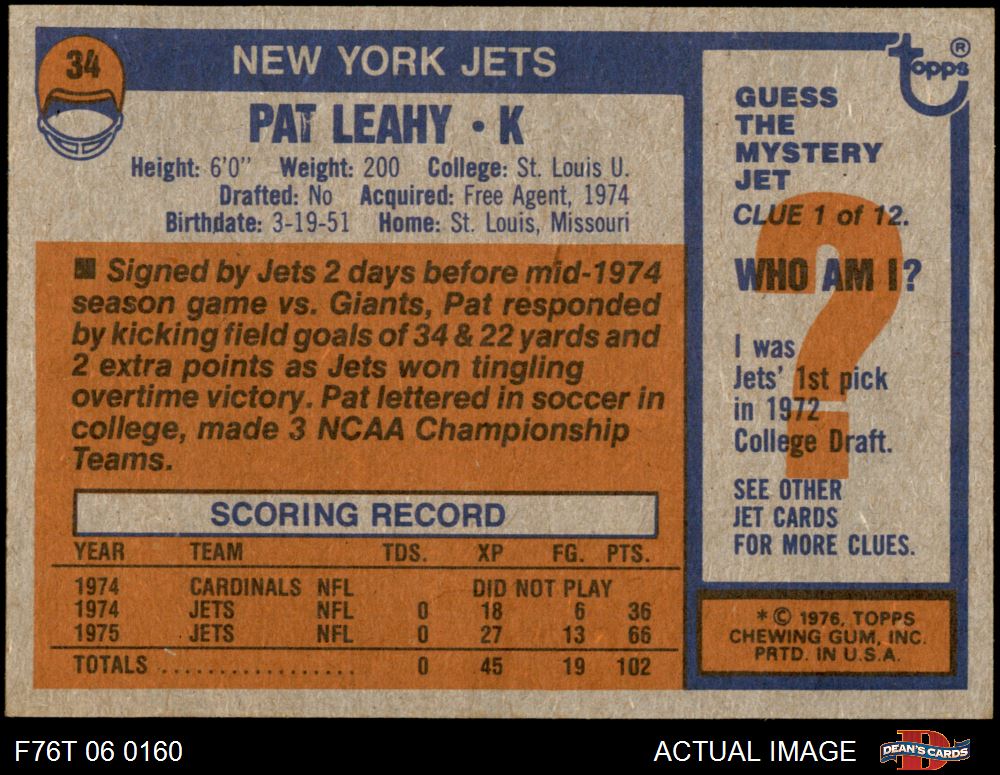 34
NEW YORK JETS
PAT LEAHY • K
Height: 6'0" Weight: 200 College: St. Louis U.
Drafted: No Acquired: Free Agent, 1974
Birthdate: 3-19-51 Home: St. Louis, Missouri
■ Signed by Jets 2 days before mid-1974
season game vs. Giants, Pat responded
by kicking field goals of 34 & 22 yards and
2 extra points as Jets won tingling
overtime victory. Pat lettered in soccer in
college, made 3 NCAA Championship
Teams.
SCORING RECORD
YEAR TEAM TDS. XP FG. PTS.
1974 CARDINALS NFL DID NOT PLAY
1974 JETS NFL 0 18 6 36
1975 JETS NFL 0 27 13 66
TOTALS .................... 0 45 19 102
topps ®
GUESS
THE
MYSTERY
JET
CLUE 1 of 12.
WHO AM I?
?
I was
Jets' 1st pick
in 1972
College Draft.
SEE OTHER
JET CARDS
FOR MORE CLUES.
* © 1976, TOPPS
CHEWING GUM, INC.
PRTD. IN U.S.A.
F76T 06 0160
ACTUAL IMAGE
D
DEAN'S CARDS